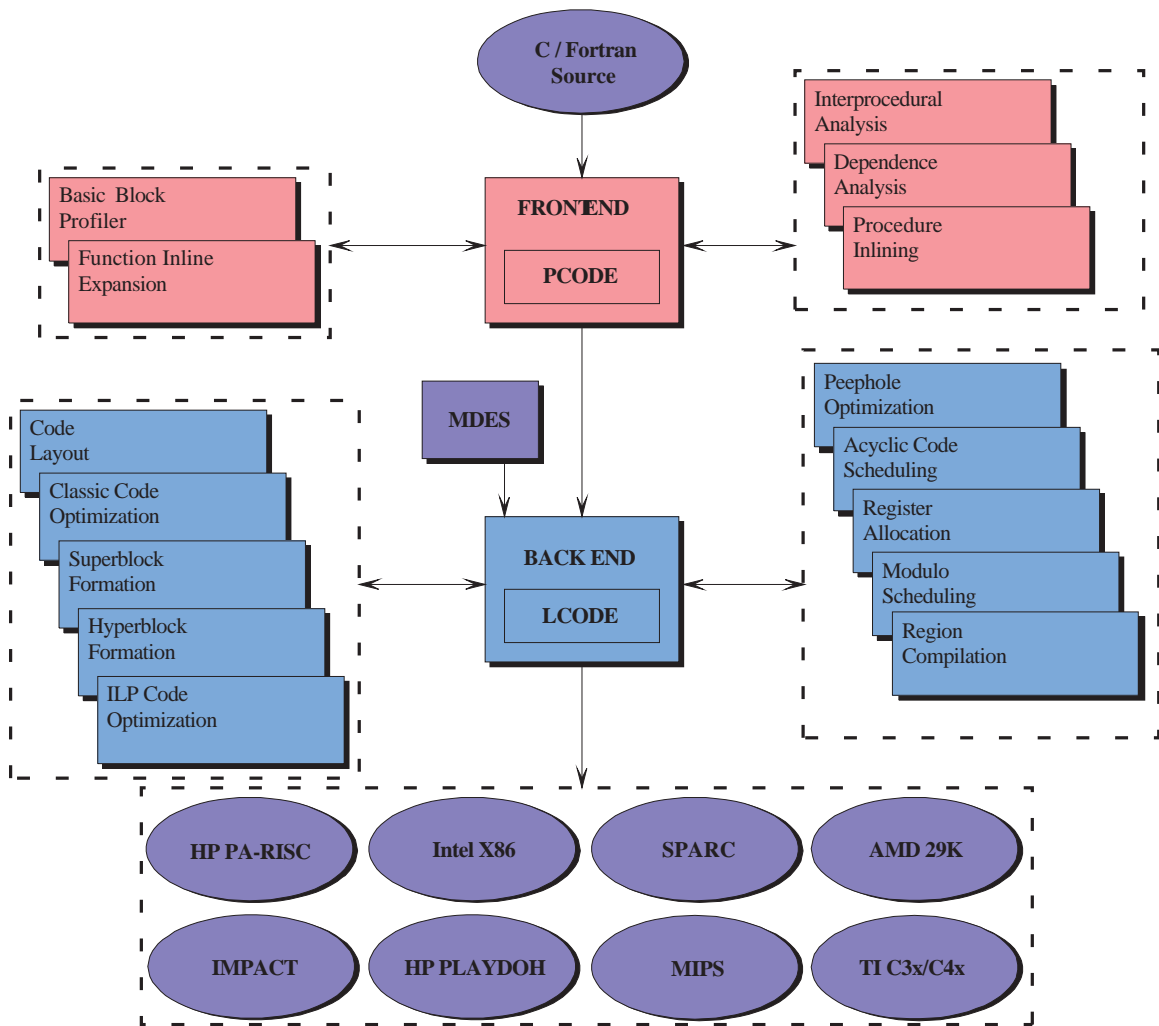 C / Fortran
Source
Interprocedural
Analysis
Dependence
Analysis
Procedure
Inlining
Basic Block
Profiler
Function Inline
Expansion
FRONTEND
PCODE
MDES
Peephole
Optimization
Acyclic Code
Scheduling
Register
Allocation
Modulo
Scheduling
Region
Compilation
Code
Layout
Classic Code
Optimization
Superblock
Formation
Hyperblock
Formation
ILP Code
Optimization
BACK END
LCODE
HP PA-RISC
Intel X86
SPARC
AMD 29K
IMPACT
HP PLAYDOH
MIPS
TI C3x/C4x